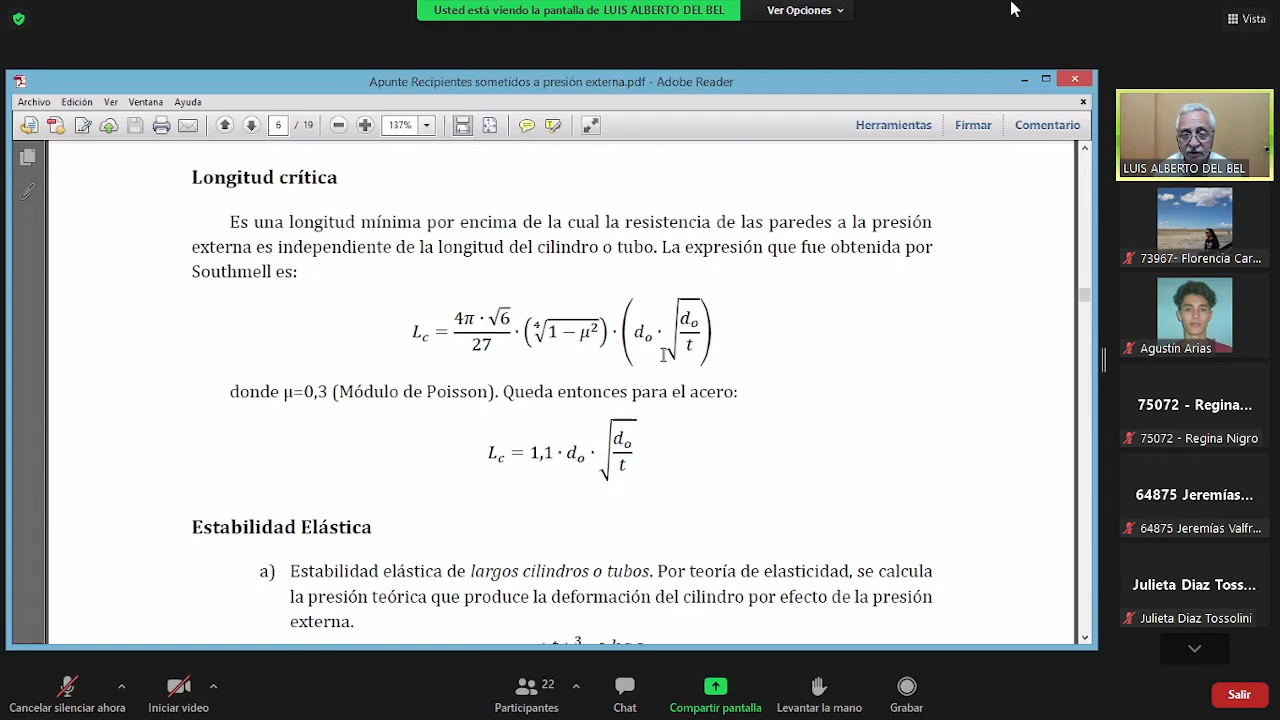 Usted está viendo la pantalla de LUIS ALBERTO DEL BEL
Ver Opciones
Vista
Apunte Recipientes sometidos a presión externa.pdf - Adobe Reader
Archivo Edición Ver Ventana Ayuda
6 / 19 137% Herramientas Firmar Comentario
Longitud crítica
Es una longitud mínima por encima de la cual la resistencia de las paredes a la presión
externa es independiente de la longitud del cilindro o tubo. La expresión que fue obtenida por
Southmell es:
L_c = 4π · √6 / 27 · (∜(1 − μ²)) · (d_o · √(d_o / t))
donde μ=0,3 (Módulo de Poisson). Queda entonces para el acero:
L_c = 1,1 · d_o · √(d_o / t)
Estabilidad Elástica
a) Estabilidad elástica de largos cilindros o tubos. Por teoría de elasticidad, se calcula
la presión teórica que produce la deformación del cilindro por efecto de la presión
externa.
LUIS ALBERTO DEL BEL
73967- Florencia Car...
Agustín Arias
75072 - Regina...
75072 - Regina Nigro
64875 Jeremías...
64875 Jeremías Valfr...
Julieta Diaz Toss...
Julieta Diaz Tossolini
Cancelar silenciar ahora
Iniciar video
22
Participantes
Chat
Compartir pantalla
Levantar la mano
Grabar
Salir